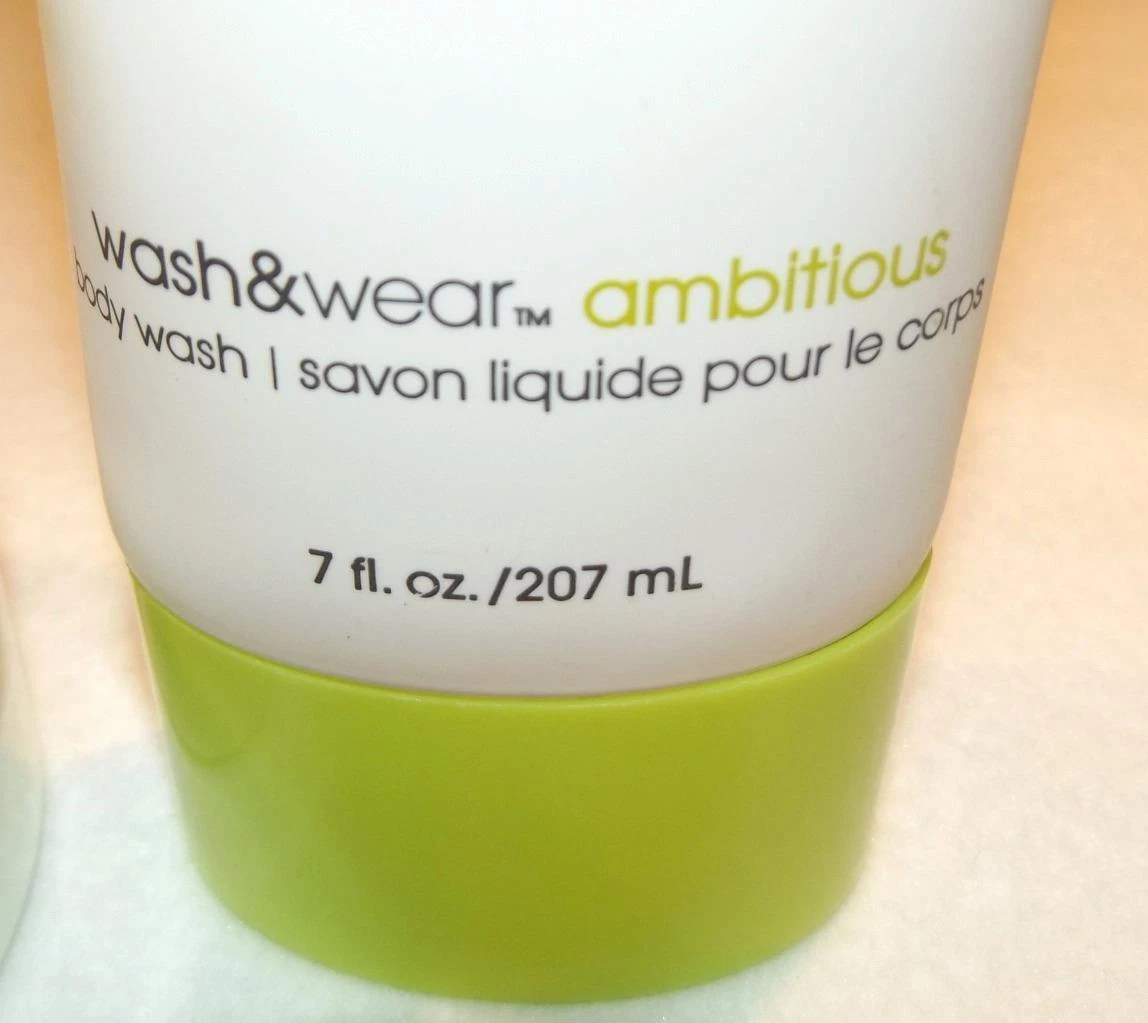 wash&wear™ ambitious
body wash | savon liquide pour le corps
7 fl. oz./207 mL